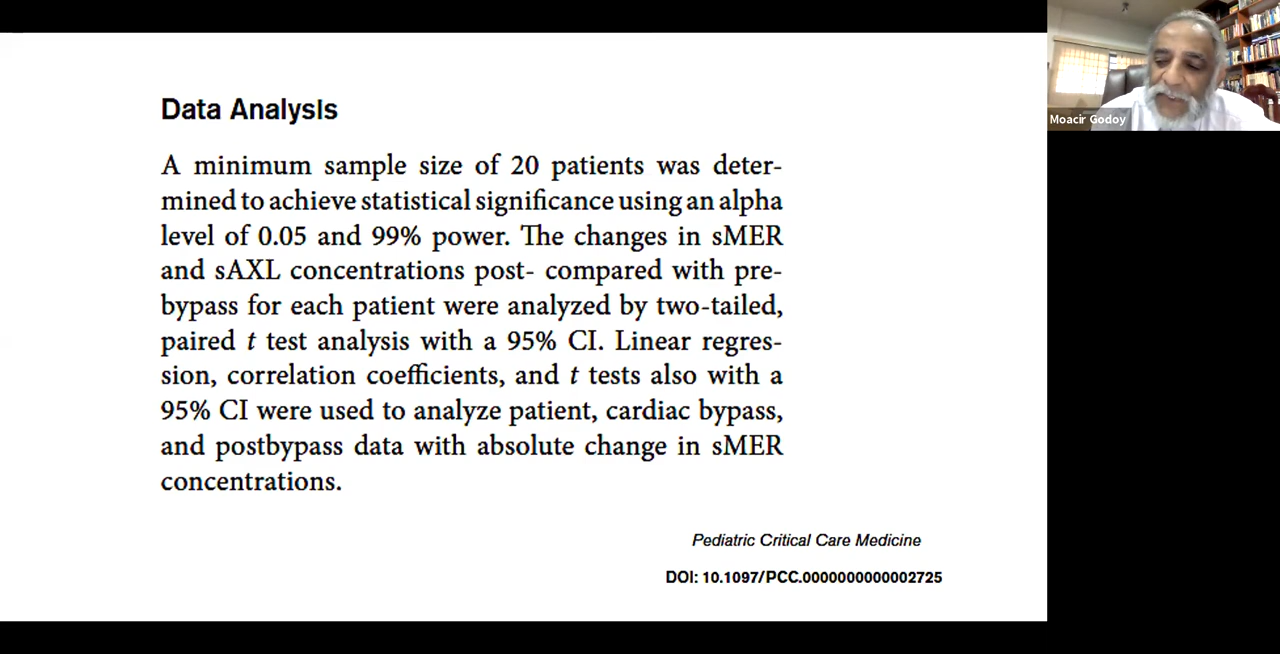 Data Analysis
A minimum sample size of 20 patients was deter-
mined to achieve statistical significance using an alpha
level of 0.05 and 99% power. The changes in sMER
and sAXL concentrations post- compared with pre-
bypass for each patient were analyzed by two-tailed,
paired t test analysis with a 95% CI. Linear regres-
sion, correlation coefficients, and t tests also with a
95% CI were used to analyze patient, cardiac bypass,
and postbypass data with absolute change in sMER
concentrations.
Pediatric Critical Care Medicine
DOI: 10.1097/PCC.0000000000002725
Moacir Godoy